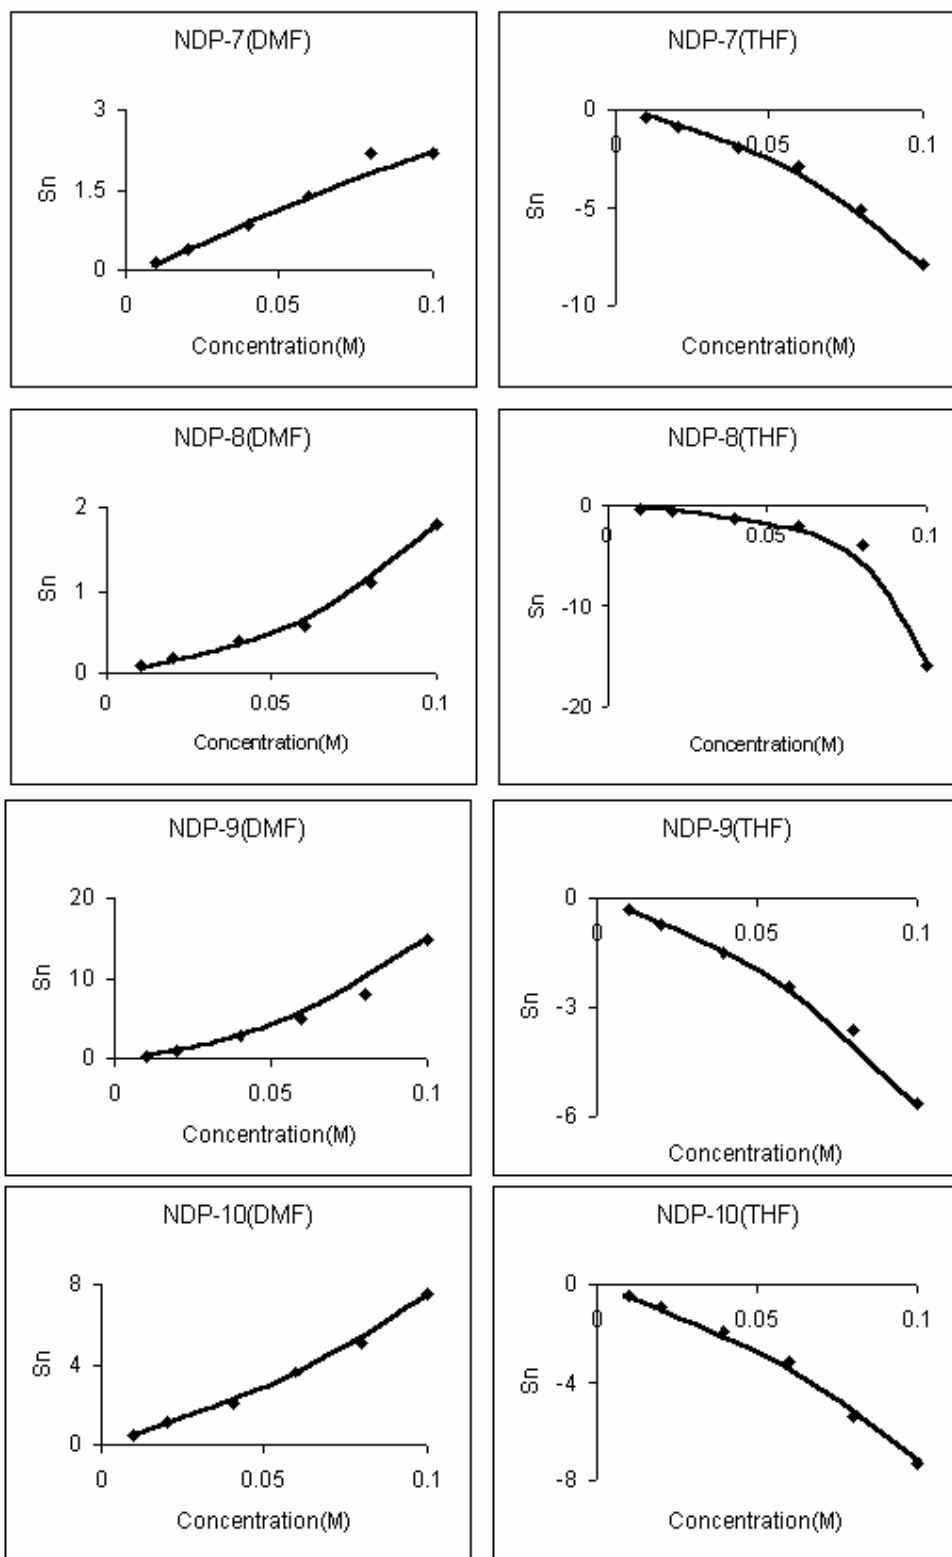 NDP-7(DMF)
3
1.5
0
Sn
0
0.05
0.1
Concentration(M)
NDP-7(THF)
0
-5
-10
Sn
0
0.05
0.1
Concentration(M)
NDP-8(DMF)
2
1
0
Sn
0
0.05
0.1
Concentration(M)
NDP-8(THF)
0
-10
-20
Sn
0
0.05
0.1
Concentration(M)
NDP-9(DMF)
20
10
0
Sn
0
0.05
0.1
Concentration(M)
NDP-9(THF)
0
-3
-6
Sn
0
0.05
0.1
Concentration(M)
NDP-10(DMF)
8
4
0
Sn
0
0.05
0.1
Concentration(M)
NDP-10(THF)
0
-4
-8
Sn
0
0.05
0.1
Concentration(M)